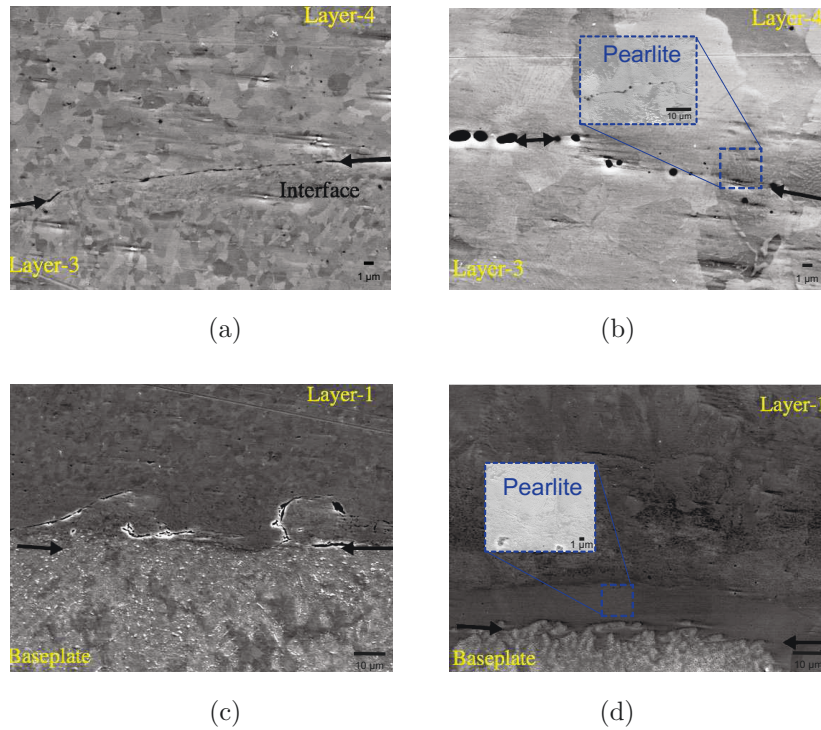 Layer-4
Interface
Layer-3
1 µm
(a)
Layer-4
Pearlite
10 µm
Layer-3
1 µm
(b)
Layer-1
Baseplate
10 µm
(c)
Layer-1
Pearlite
1 µm
Baseplate
10 µm
(d)